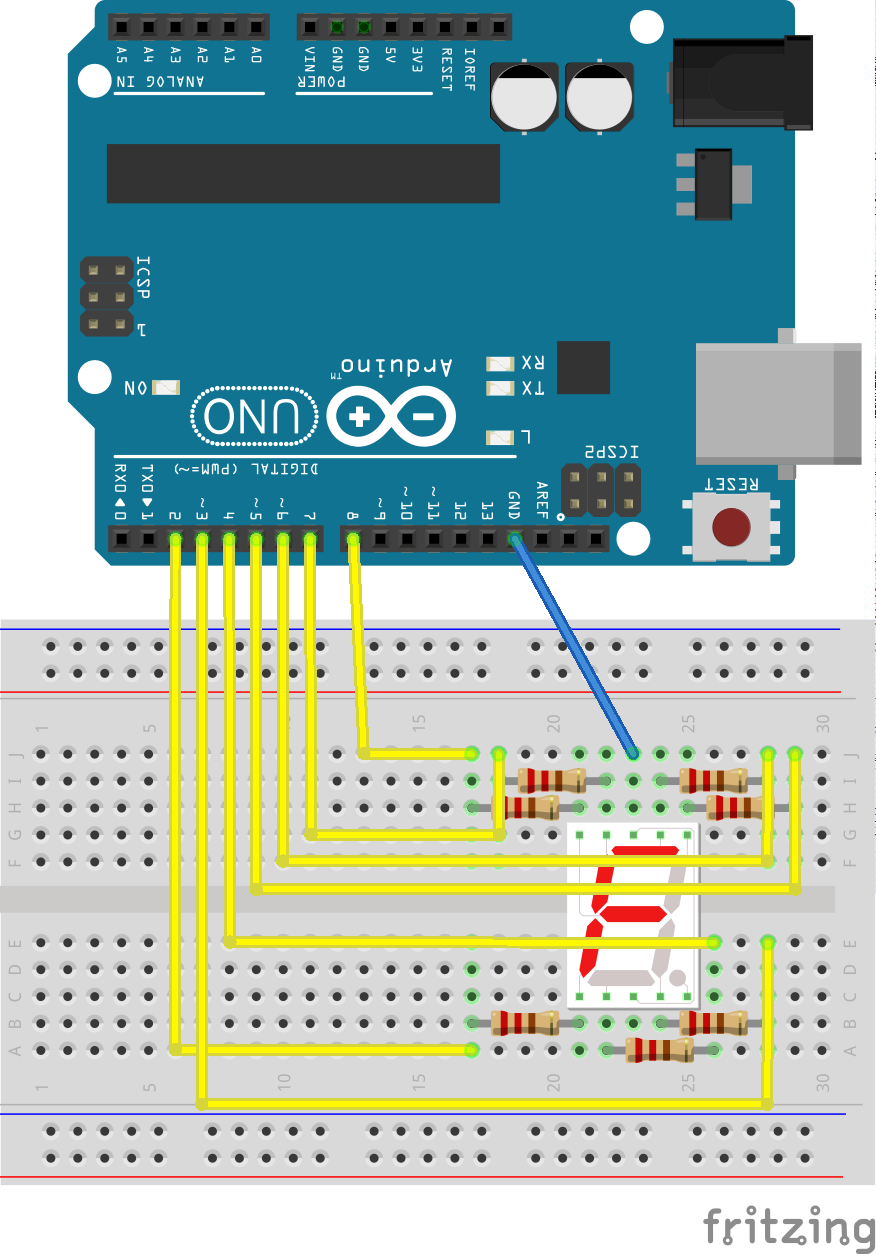 A5 A4 A3 A2 A1 A0
VIN GND GND 5V 3V3 RESET IOREF
ANALOG IN
POWER
ICSP
1
Arduino
TM
ON
UNO
RX
TX
L
DIGITAL (PWM=~)
ICSP2
RESET
RX0◄0 TX0►1 2 ~3 4 ~5 ~6 7 8 ~9 ~10 ~11 12 13 GND AREF
1 5 15 20 25 30
J J
I I
H H
G G
F F
E E
D D
C C
B B
A A
1 5 10 15 20 25 30
fritzing